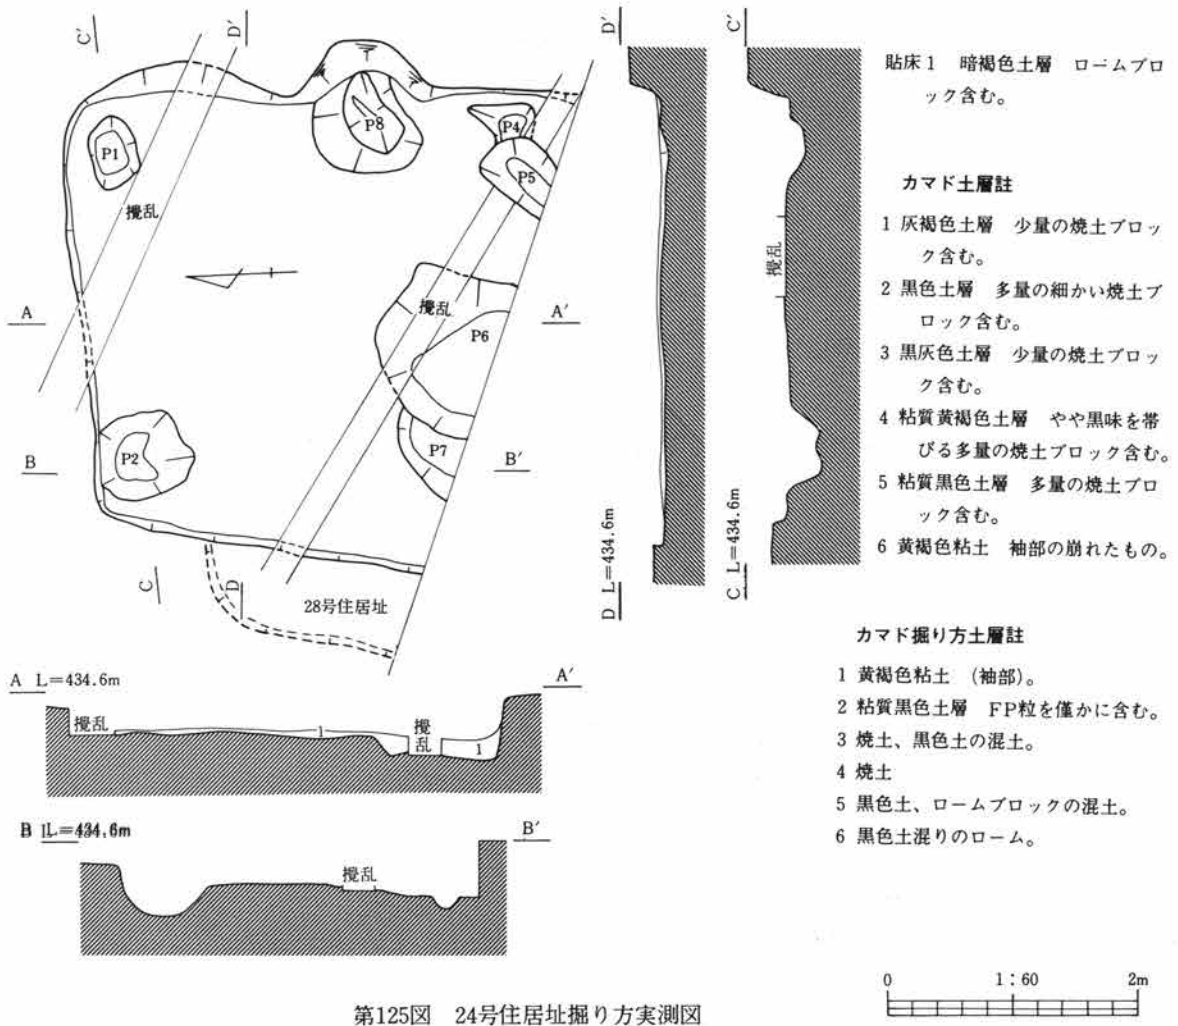 C′
D′
P1
P8
P4
P5
攪乱
A
A′
攪乱
P6
B
P2
P7
B′
C
D
28号住居址
D′
C′
攪乱
D L=434.6m
C L=434.6m
貼床1 暗褐色土層 ロームブロ
ック含む。
カマド土層註
1 灰褐色土層 少量の焼土ブロッ
ク含む。
2 黒色土層 多量の細かい焼土ブ
ロック含む。
3 黒灰色土層 少量の焼土ブロッ
ク含む。
4 粘質黄褐色土層 やや黒味を帯
びる多量の焼土ブロック含む。
5 粘質黒色土層 多量の焼土ブロ
ック含む。
6 黄褐色粘土 袖部の崩れたもの。
カマド掘り方土層註
1 黄褐色粘土 (袖部)。
2 粘質黒色土層 FP粒を僅かに含む。
3 焼土、黒色土の混土。
4 焼土
5 黒色土、ロームブロックの混土。
6 黒色土混りのローム。
A L=434.6m
A′
攪乱
1
攪乱
1
B L=434.6m
B′
攪乱
0 1:60 2m
第125図 24号住居址掘り方実測図